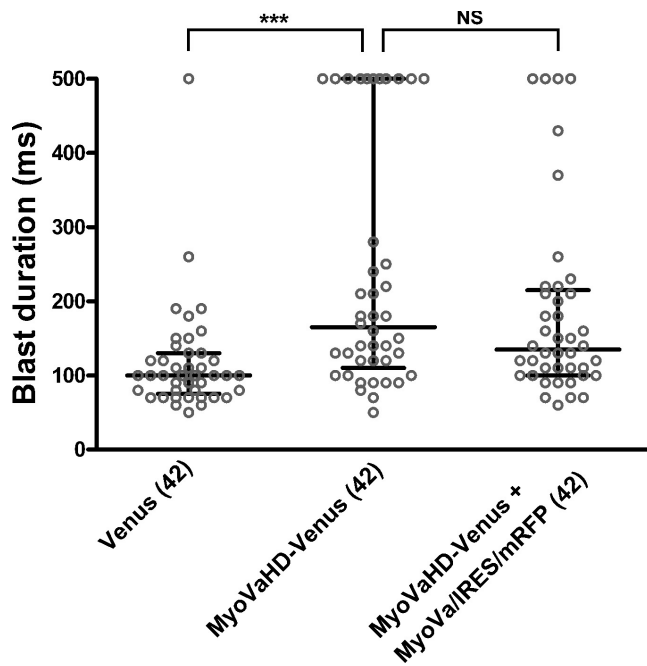 *** NS
Blast duration (ms)
500
400
300
200
100
0
Venus (42)
MyoVaHD-Venus (42)
MyoVaHD-Venus +
MyoVa/IRES/mRFP (42)